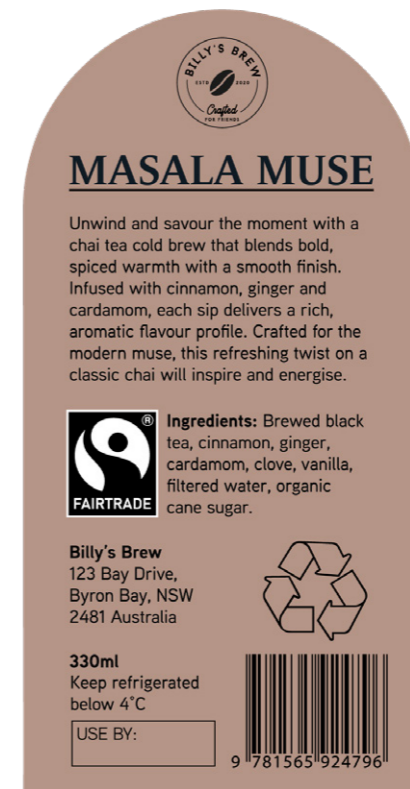 BILLY'S BREW
ESTD 2020
Crafted
FOR FRIENDS
MASALA MUSE
Unwind and savour the moment with a
chai tea cold brew that blends bold,
spiced warmth with a smooth finish.
Infused with cinnamon, ginger and
cardamom, each sip delivers a rich,
aromatic flavour profile. Crafted for the
modern muse, this refreshing twist on a
classic chai will inspire and energise.
®
FAIRTRADE
Ingredients: Brewed black
tea, cinnamon, ginger,
cardamom, clove, vanilla,
filtered water, organic
cane sugar.
Billy's Brew
123 Bay Drive,
Byron Bay, NSW
2481 Australia
330ml
Keep refrigerated
below 4°C
USE BY:
9 781565 924796